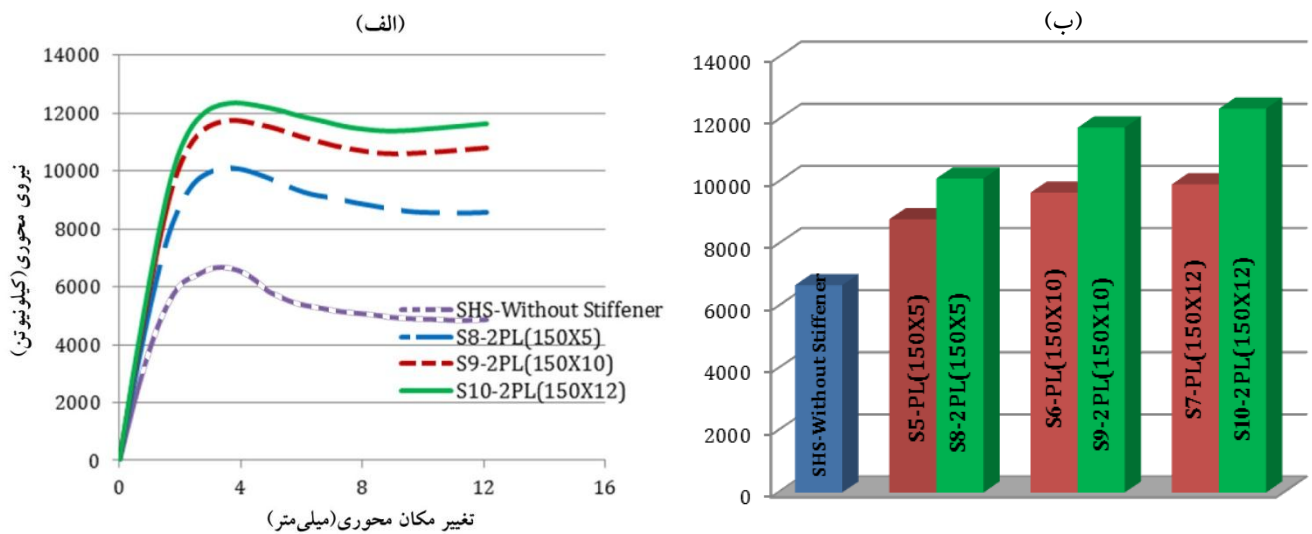 (الف)
نیروی محوری(کیلونیوتن)
14000
12000
10000
8000
6000
4000
2000
0
0 4 8 12 16
تغییر مکان محوری(میلی‌متر)
SHS-Without Stiffener
S8-2PL(150X5)
S9-2PL(150X10)
S10-2PL(150X12)
(ب)
14000
12000
10000
8000
6000
4000
2000
0
SHS-Without Stiffener
S5-PL(150X5)
S8-2PL(150X5)
S6-PL(150X10)
S9-2PL(150X10)
S7-PL(150X12)
S10-2PL(150X12)